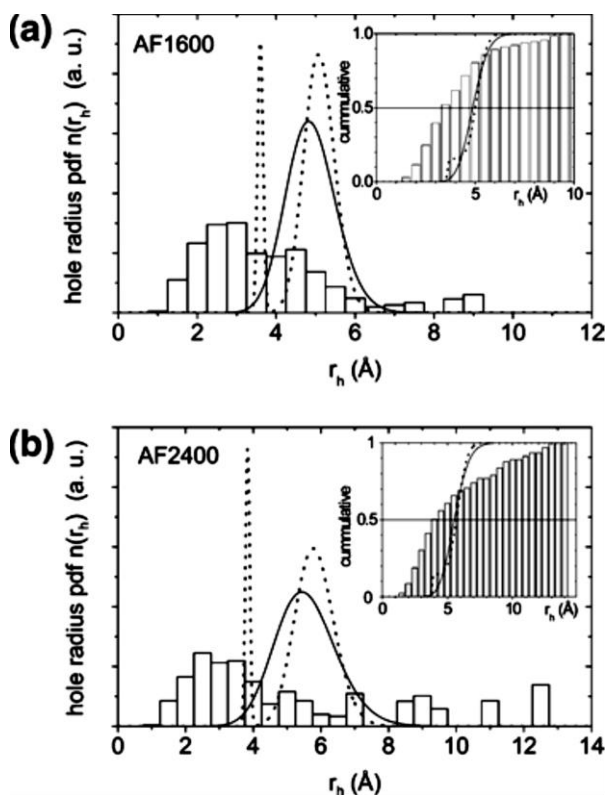 (a)
AF1600
hole radius pdf n(rₕ) (a. u.)
0 2 4 6 8 10 12
rₕ (Å)
cummulative
1.0
0.5
0.0
0 5 10
rₕ (Å)
(b)
AF2400
hole radius pdf n(rₕ) (a. u.)
0 2 4 6 8 10 12 14
rₕ (Å)
cummulative
1
0.5
0
0 5 10
rₕ (Å)